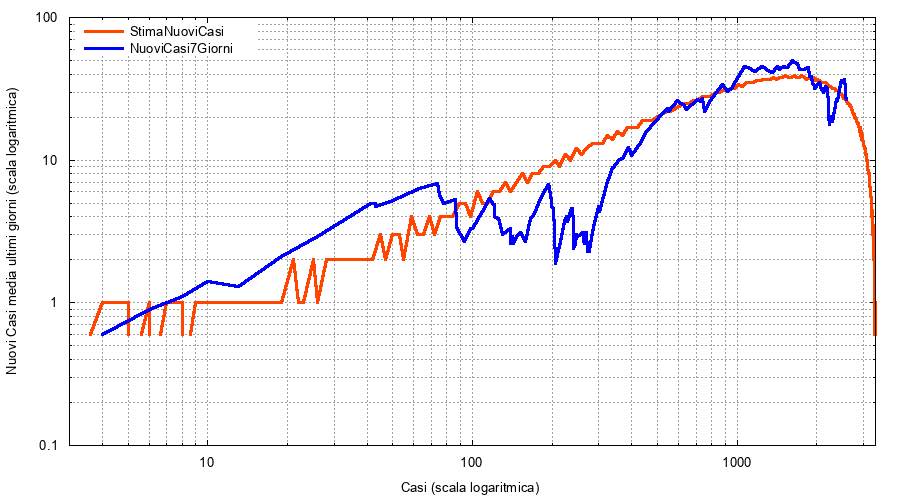 StimaNuoviCasi
NuoviCasi7Giorni
100
10
1
0.1
Nuovi Casi media ultimi giorni (scala logaritmica)
10
100
1000
Casi (scala logaritmica)